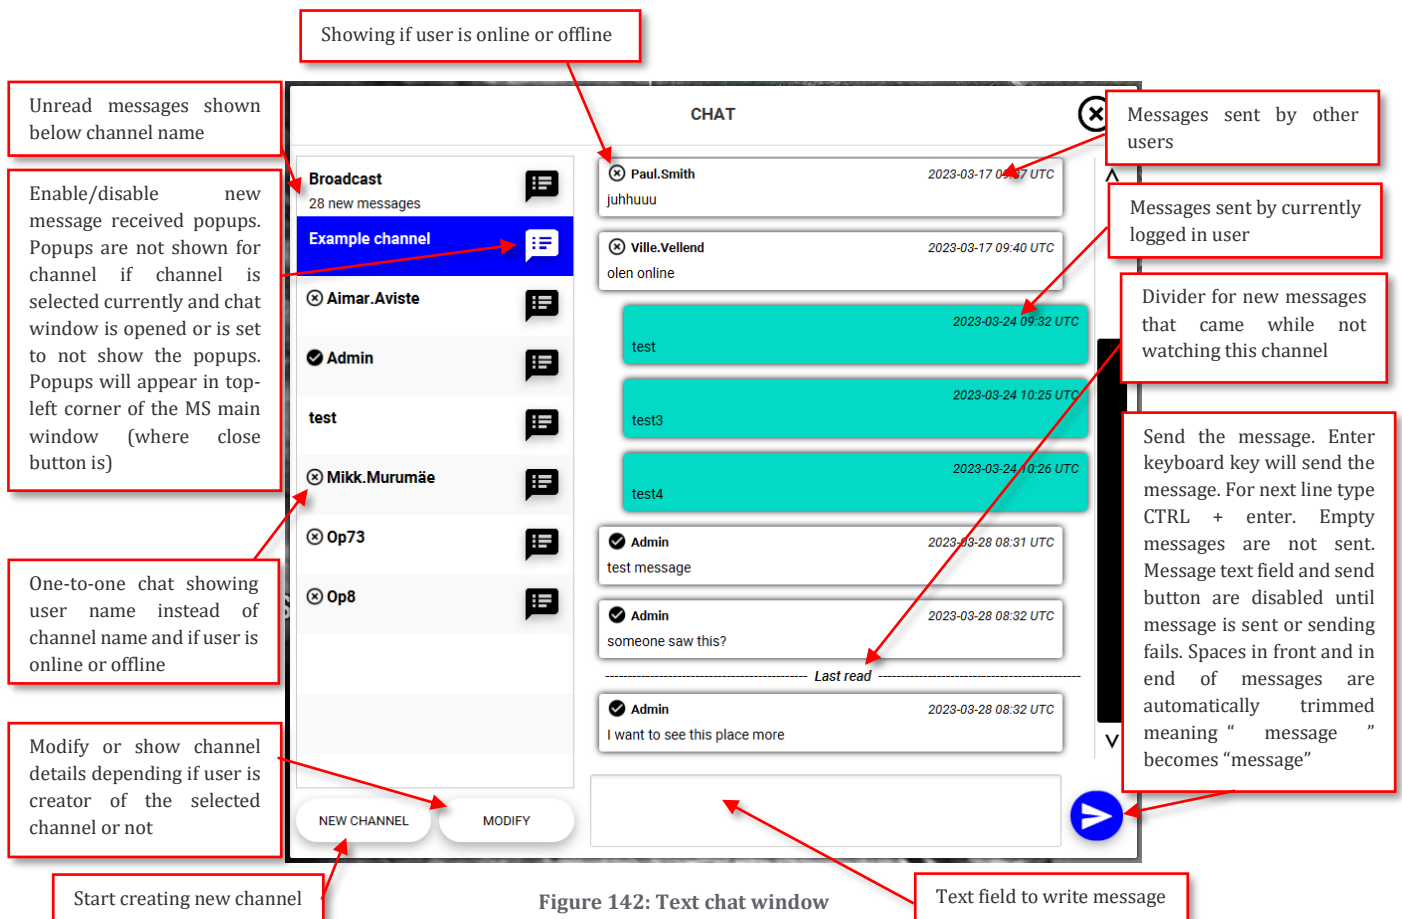 Showing if user is online or offline
Unread messages shown
below channel name
Enable/disable new
message received popups.
Popups are not shown for
channel if channel is
selected currently and chat
window is opened or is set
to not show the popups.
Popups will appear in top-
left corner of the MS main
window (where close
button is)
One-to-one chat showing
user name instead of
channel name and if user is
online or offline
Modify or show channel
details depending if user is
creator of the selected
channel or not
Start creating new channel
CHAT
Broadcast
28 new messages
Example channel
Aimar.Aviste
Admin
test
Mikk.Murumäe
Op73
Op8
NEW CHANNEL
MODIFY
Paul.Smith 2023-03-17 09:37 UTC
juhhuuu
Ville.Vellend 2023-03-17 09:40 UTC
olen online
2023-03-24 09:32 UTC
test
2023-03-24 10:25 UTC
test3
2023-03-24 10:26 UTC
test4
Admin 2023-03-28 08:31 UTC
test message
Admin 2023-03-28 08:32 UTC
someone saw this?
Last read
Admin 2023-03-28 08:32 UTC
I want to see this place more
Messages sent by other
users
Messages sent by currently
logged in user
Divider for new messages
that came while not
watching this channel
Send the message. Enter
keyboard key will send the
message. For next line type
CTRL + enter. Empty
messages are not sent.
Message text field and send
button are disabled until
message is sent or sending
fails. Spaces in front and in
end of messages are
automatically trimmed
meaning “ message ”
becomes “message”
Text field to write message
Figure 142: Text chat window